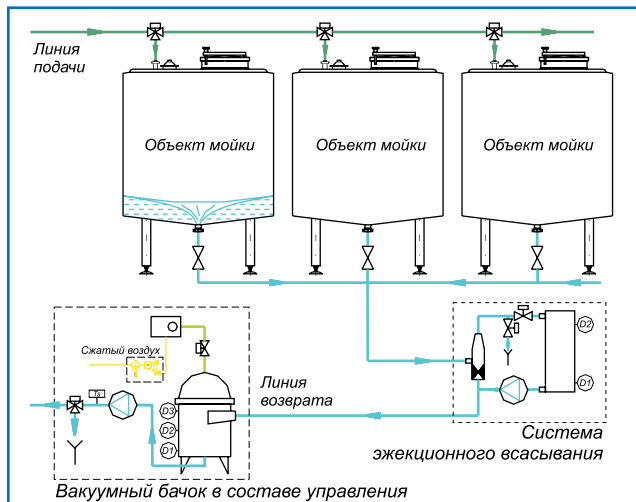 Линия
подачи
Объект мойки
Объект мойки
Объект мойки
Сжатый воздух
D2
D1
Линия
возврата
Ts
D3
D2
D1
Система
эжекционного всасывания
Вакуумный бачок в составе управления